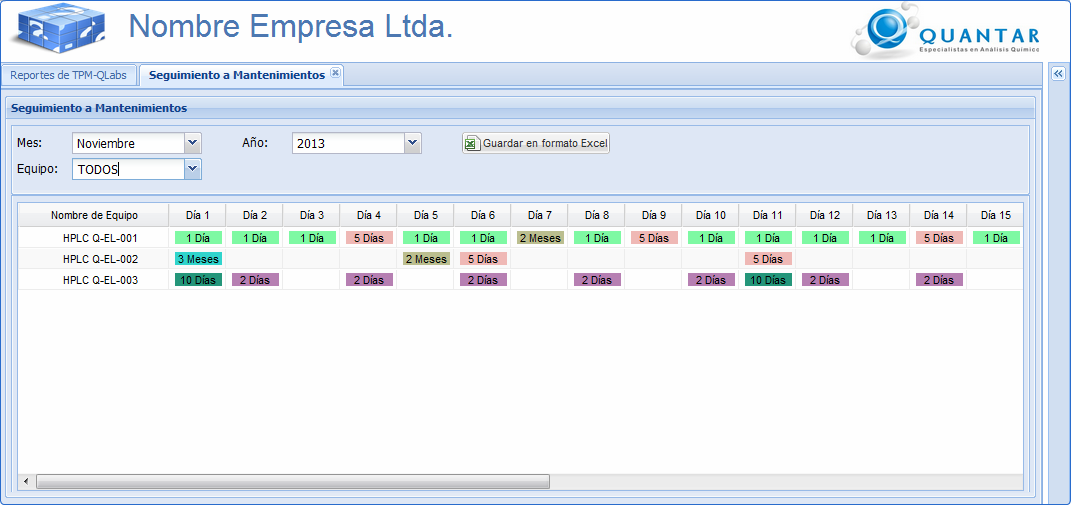 Nombre Empresa Ltda.
QUANTAR
Especialistas en Análisis Químico
Reportes de TPM-QLabs Seguimiento a Mantenimientos
Seguimiento a Mantenimientos
Mes: Noviembre Año: 2013 Guardar en formato Excel
Equipo: TODOS
Nombre de Equipo Día 1 Día 2 Día 3 Día 4 Día 5 Día 6 Día 7 Día 8 Día 9 Día 10 Día 11 Día 12 Día 13 Día 14 Día 15
HPLC Q-EL-001 1 Día 1 Día 1 Día 5 Días 1 Día 1 Día 2 Meses 1 Día 5 Días 1 Día 1 Día 1 Día 1 Día 5 Días 1 Día
HPLC Q-EL-002 3 Meses 2 Meses 5 Días 5 Días
HPLC Q-EL-003 10 Días 2 Días 2 Días 2 Días 2 Días 2 Días 10 Días 2 Días 2 Días